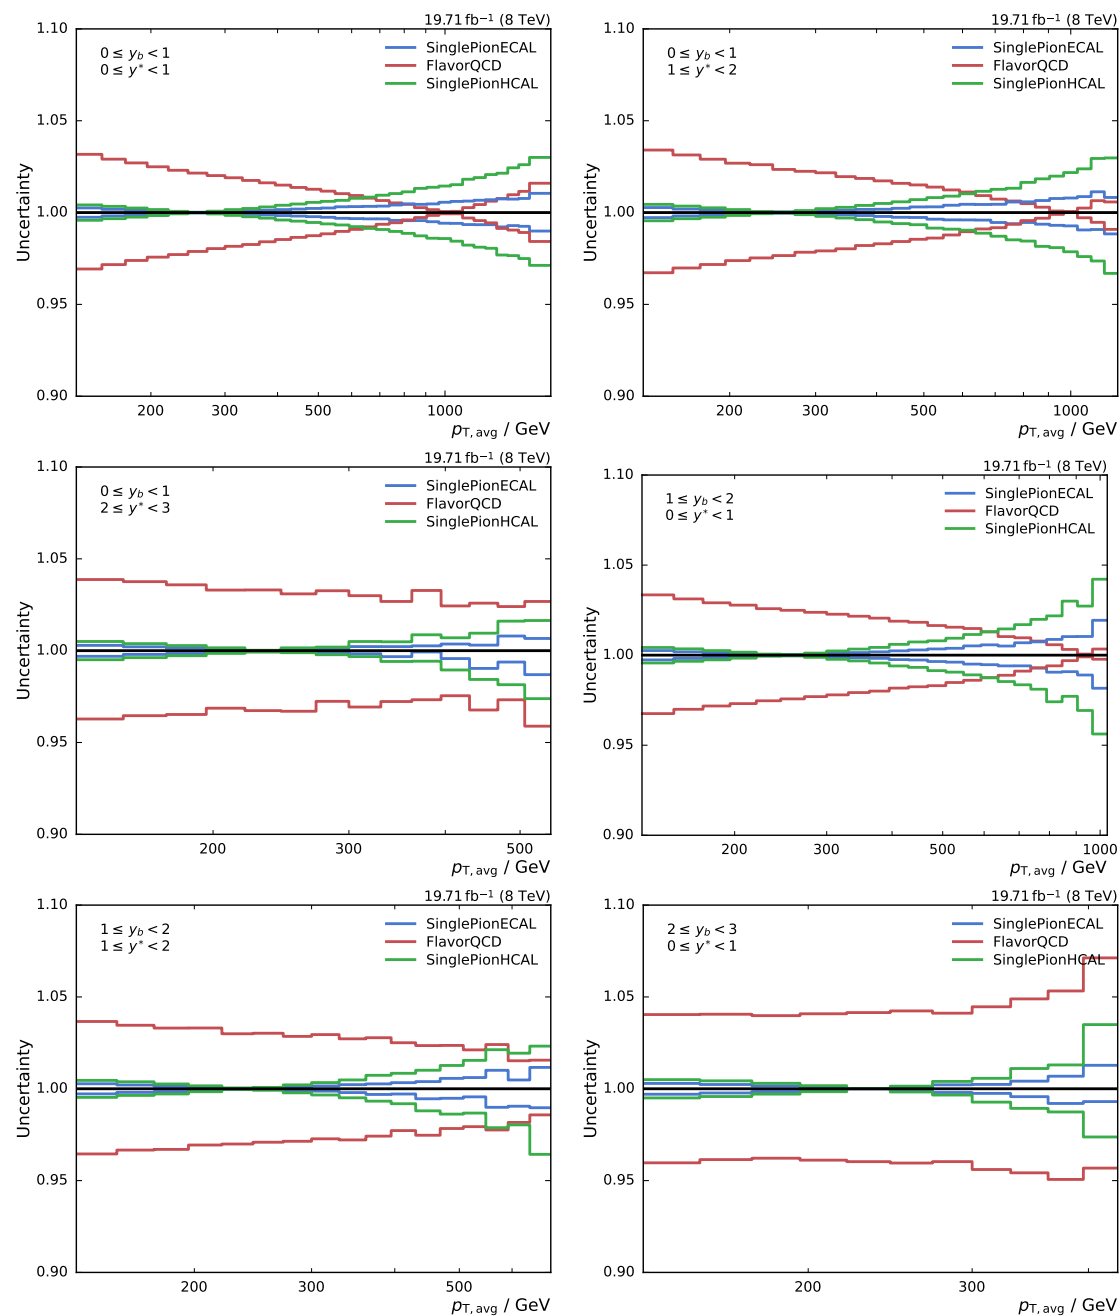 19.71 fb⁻¹ (8 TeV)
0 ≤ y_b < 1
0 ≤ y* < 1
SinglePionECAL
FlavorQCD
SinglePionHCAL
Uncertainty
1.10
1.05
1.00
0.95
0.90
200 300 500 1000
p_T,avg / GeV
19.71 fb⁻¹ (8 TeV)
0 ≤ y_b < 1
1 ≤ y* < 2
SinglePionECAL
FlavorQCD
SinglePionHCAL
Uncertainty
1.10
1.05
1.00
0.95
0.90
200 300 500 1000
p_T,avg / GeV
19.71 fb⁻¹ (8 TeV)
0 ≤ y_b < 1
2 ≤ y* < 3
SinglePionECAL
FlavorQCD
SinglePionHCAL
Uncertainty
1.10
1.05
1.00
0.95
0.90
200 300 500
p_T,avg / GeV
19.71 fb⁻¹ (8 TeV)
1 ≤ y_b < 2
0 ≤ y* < 1
SinglePionECAL
FlavorQCD
SinglePionHCAL
Uncertainty
1.10
1.05
1.00
0.95
0.90
200 300 500 1000
p_T,avg / GeV
19.71 fb⁻¹ (8 TeV)
1 ≤ y_b < 2
1 ≤ y* < 2
SinglePionECAL
FlavorQCD
SinglePionHCAL
Uncertainty
1.10
1.05
1.00
0.95
0.90
200 300 500
p_T,avg / GeV
19.71 fb⁻¹ (8 TeV)
2 ≤ y_b < 3
0 ≤ y* < 1
SinglePionECAL
FlavorQCD
SinglePionHCAL
Uncertainty
1.10
1.05
1.00
0.95
0.90
200 300
p_T,avg / GeV